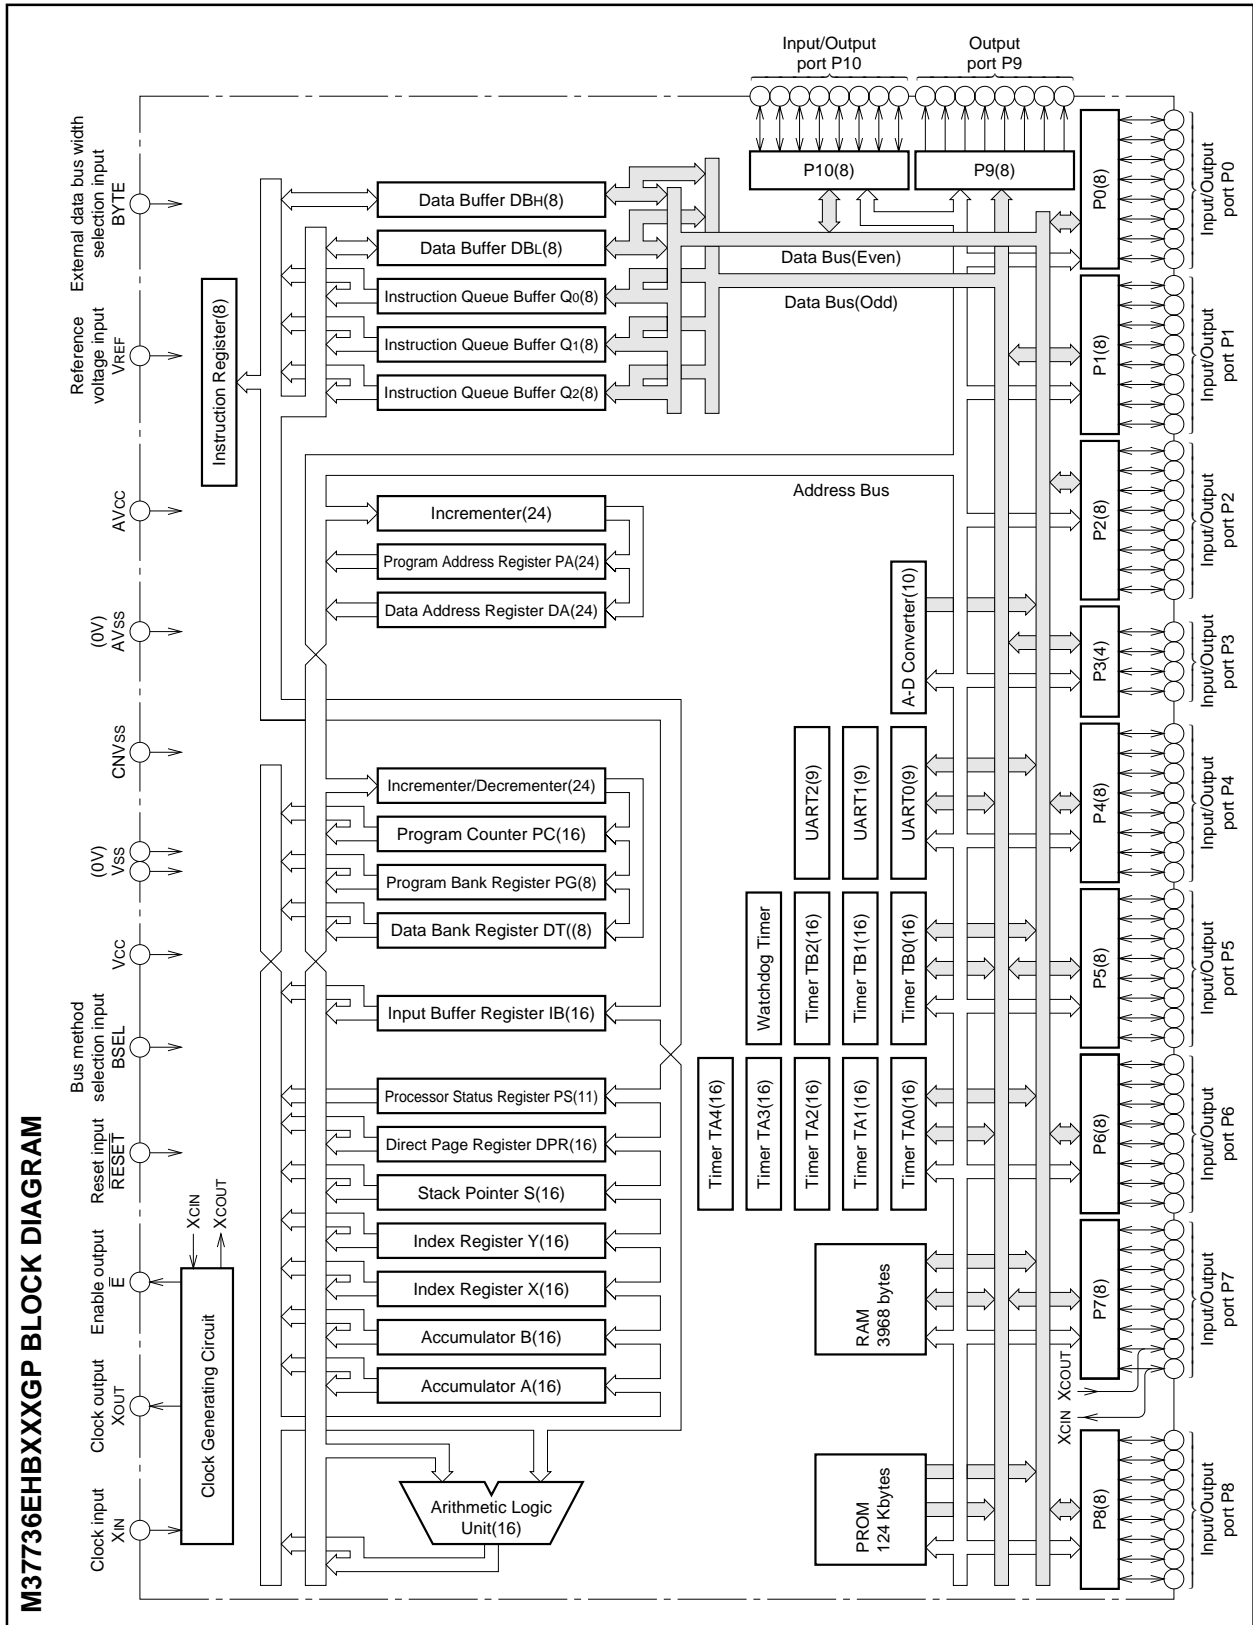 M37736EHBXXXGP BLOCK DIAGRAM
Clock input
XIN
Clock output
XOUT
Enable output
E
Reset input
RESET
Bus method
selection input
BSEL
VCC
(0V)
VSS
CNVSS
(0V)
AVSS
AVCC
Reference
voltage input
VREF
External data bus width
selection input
BYTE
Clock Generating Circuit
XCIN
XCOUT
Instruction Register(8)
Arithmetic Logic
Unit(16)
Accumulator A(16)
Accumulator B(16)
Index Register X(16)
Index Register Y(16)
Stack Pointer S(16)
Direct Page Register DPR(16)
Processor Status Register PS(11)
Input Buffer Register IB(16)
Data Bank Register DT((8)
Program Bank Register PG(8)
Program Counter PC(16)
Incrementer/Decrementer(24)
Data Address Register DA(24)
Program Address Register PA(24)
Incrementer(24)
Instruction Queue Buffer Q2(8)
Instruction Queue Buffer Q1(8)
Instruction Queue Buffer Q0(8)
Data Buffer DBL(8)
Data Buffer DBH(8)
Address Bus
Data Bus(Odd)
Data Bus(Even)
PROM
124 Kbytes
RAM
3968 bytes
Timer TA4(16)
Timer TA3(16)
Timer TA2(16)
Timer TA1(16)
Timer TA0(16)
Watchdog Timer
Timer TB2(16)
Timer TB1(16)
Timer TB0(16)
UART2(9)
UART1(9)
UART0(9)
A-D Converter(10)
XCIN
XCOUT
P10(8)
Input/Output
port P10
P9(8)
Output
port P9
P8(8)
P7(8)
P6(8)
P5(8)
P4(8)
P3(4)
P2(8)
P1(8)
P0(8)
Input/Output
port P8
Input/Output
port P7
Input/Output
port P6
Input/Output
port P5
Input/Output
port P4
Input/Output
port P3
Input/Output
port P2
Input/Output
port P1
Input/Output
port P0